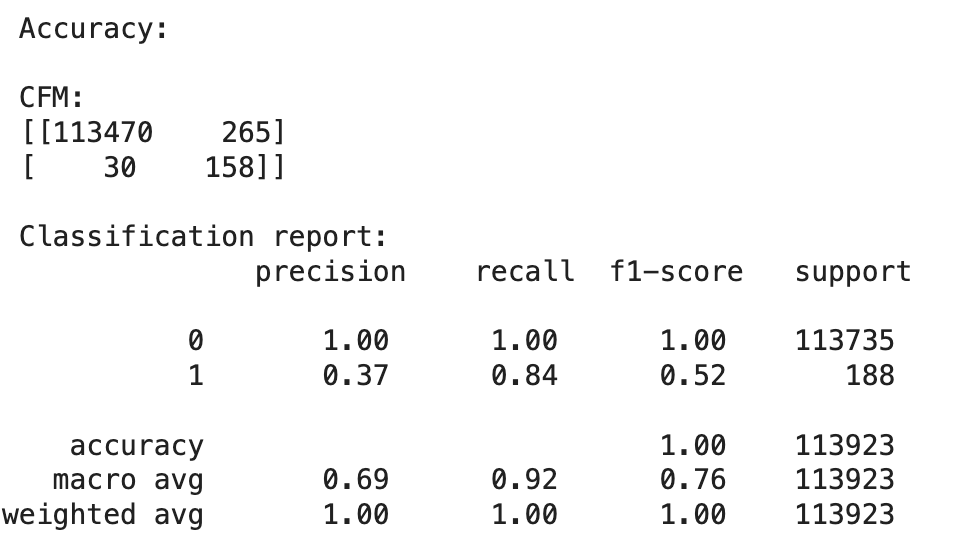 Accuracy:
CFM:
[[113470    265]
[    30    158]]
Classification report:
precision    recall  f1-score   support
0       1.00      1.00      1.00    113735
1       0.37      0.84      0.52       188
accuracy                           1.00    113923
macro avg       0.69      0.92      0.76    113923
weighted avg       1.00      1.00      1.00    113923